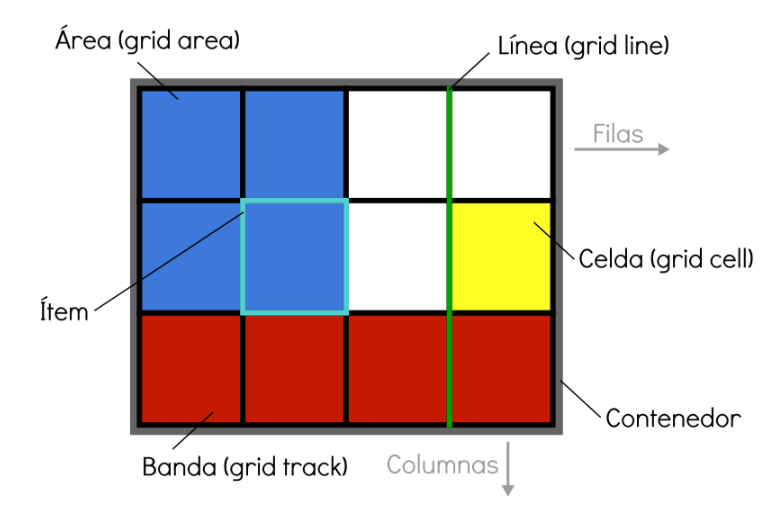 Área (grid area)
Línea (grid line)
Filas
Celda (grid cell)
Ítem
Contenedor
Banda (grid track)
Columnas